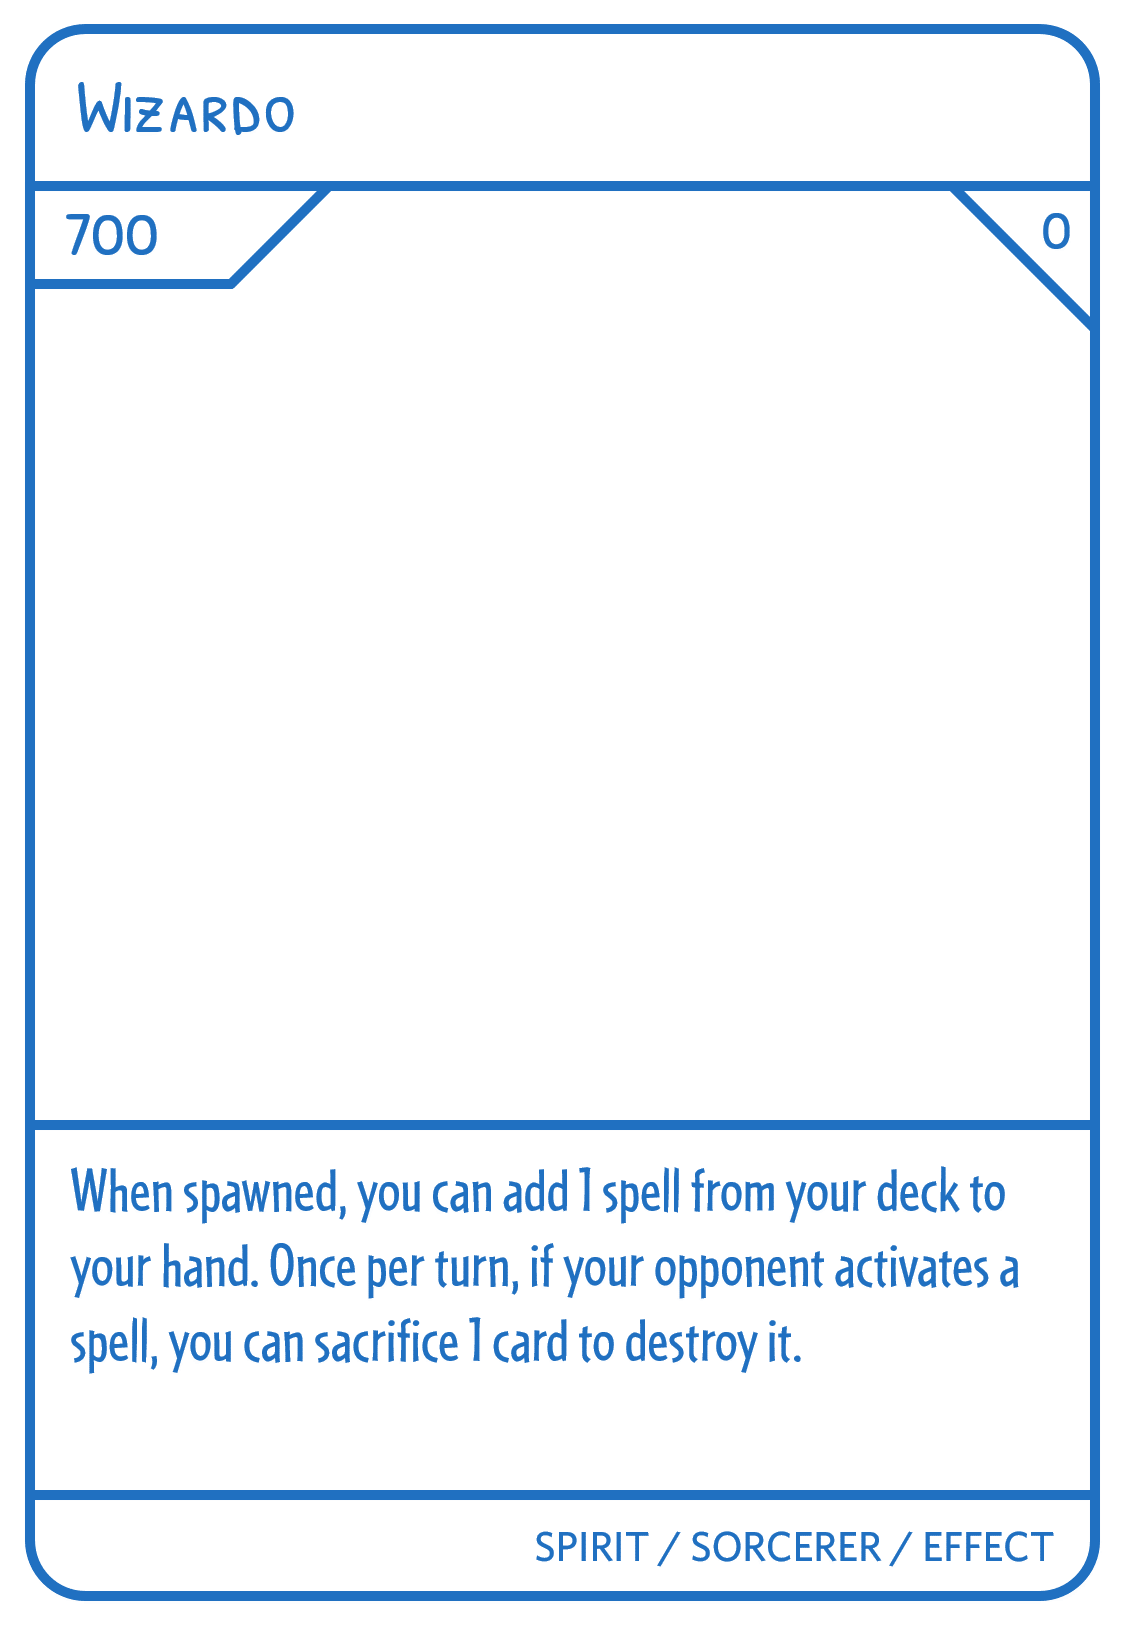 Wizardo
700
0
When spawned, you can add 1 spell from your deck to
your hand. Once per turn, if your opponent activates a
spell, you can sacrifice 1 card to destroy it.
SPIRIT / SORCERER / EFFECT